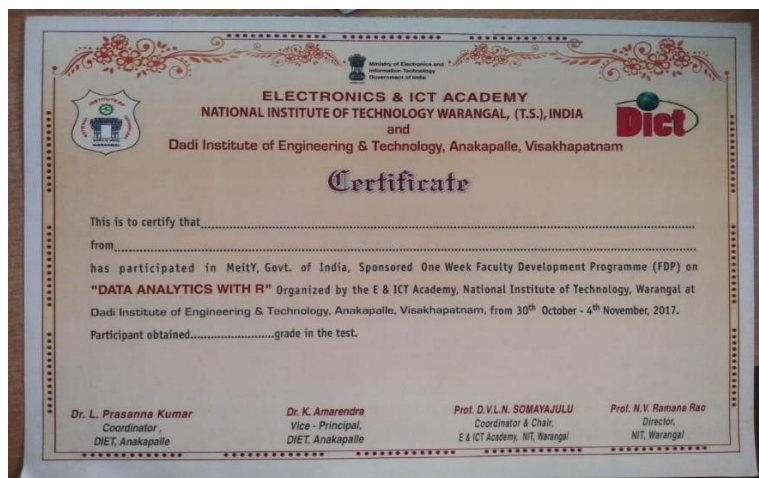 Ministry of Electronics and
Information Technology
Government of India
ELECTRONICS & ICT ACADEMY
NATIONAL INSTITUTE OF TECHNOLOGY WARANGAL, (T.S.), INDIA
and
Dadi Institute of Engineering & Technology, Anakapalle, Visakhapatnam
Dict
WARANGAL
Certificate
This is to certify that
from
has participated in MeitY, Govt. of India, Sponsored One Week Faculty Development Programme (FDP) on
"DATA ANALYTICS WITH R" Organized by the E & ICT Academy, National Institute of Technology, Warangal at
Dadi Institute of Engineering & Technology, Anakapalle, Visakhapatnam, from 30th October - 4th November, 2017.
Participant obtained........................grade in the test.
Dr. L. Prasanna Kumar
Coordinator ,
DIET, Anakapalle
Dr. K. Amarendra
Vice - Principal,
DIET, Anakapalle
Prof. D.V.L.N. SOMAYAJULU
Coordinator & Chair,
E & ICT Academy, NIT, Warangal
Prof. N.V. Ramana Rao
Director,
NIT, Warangal